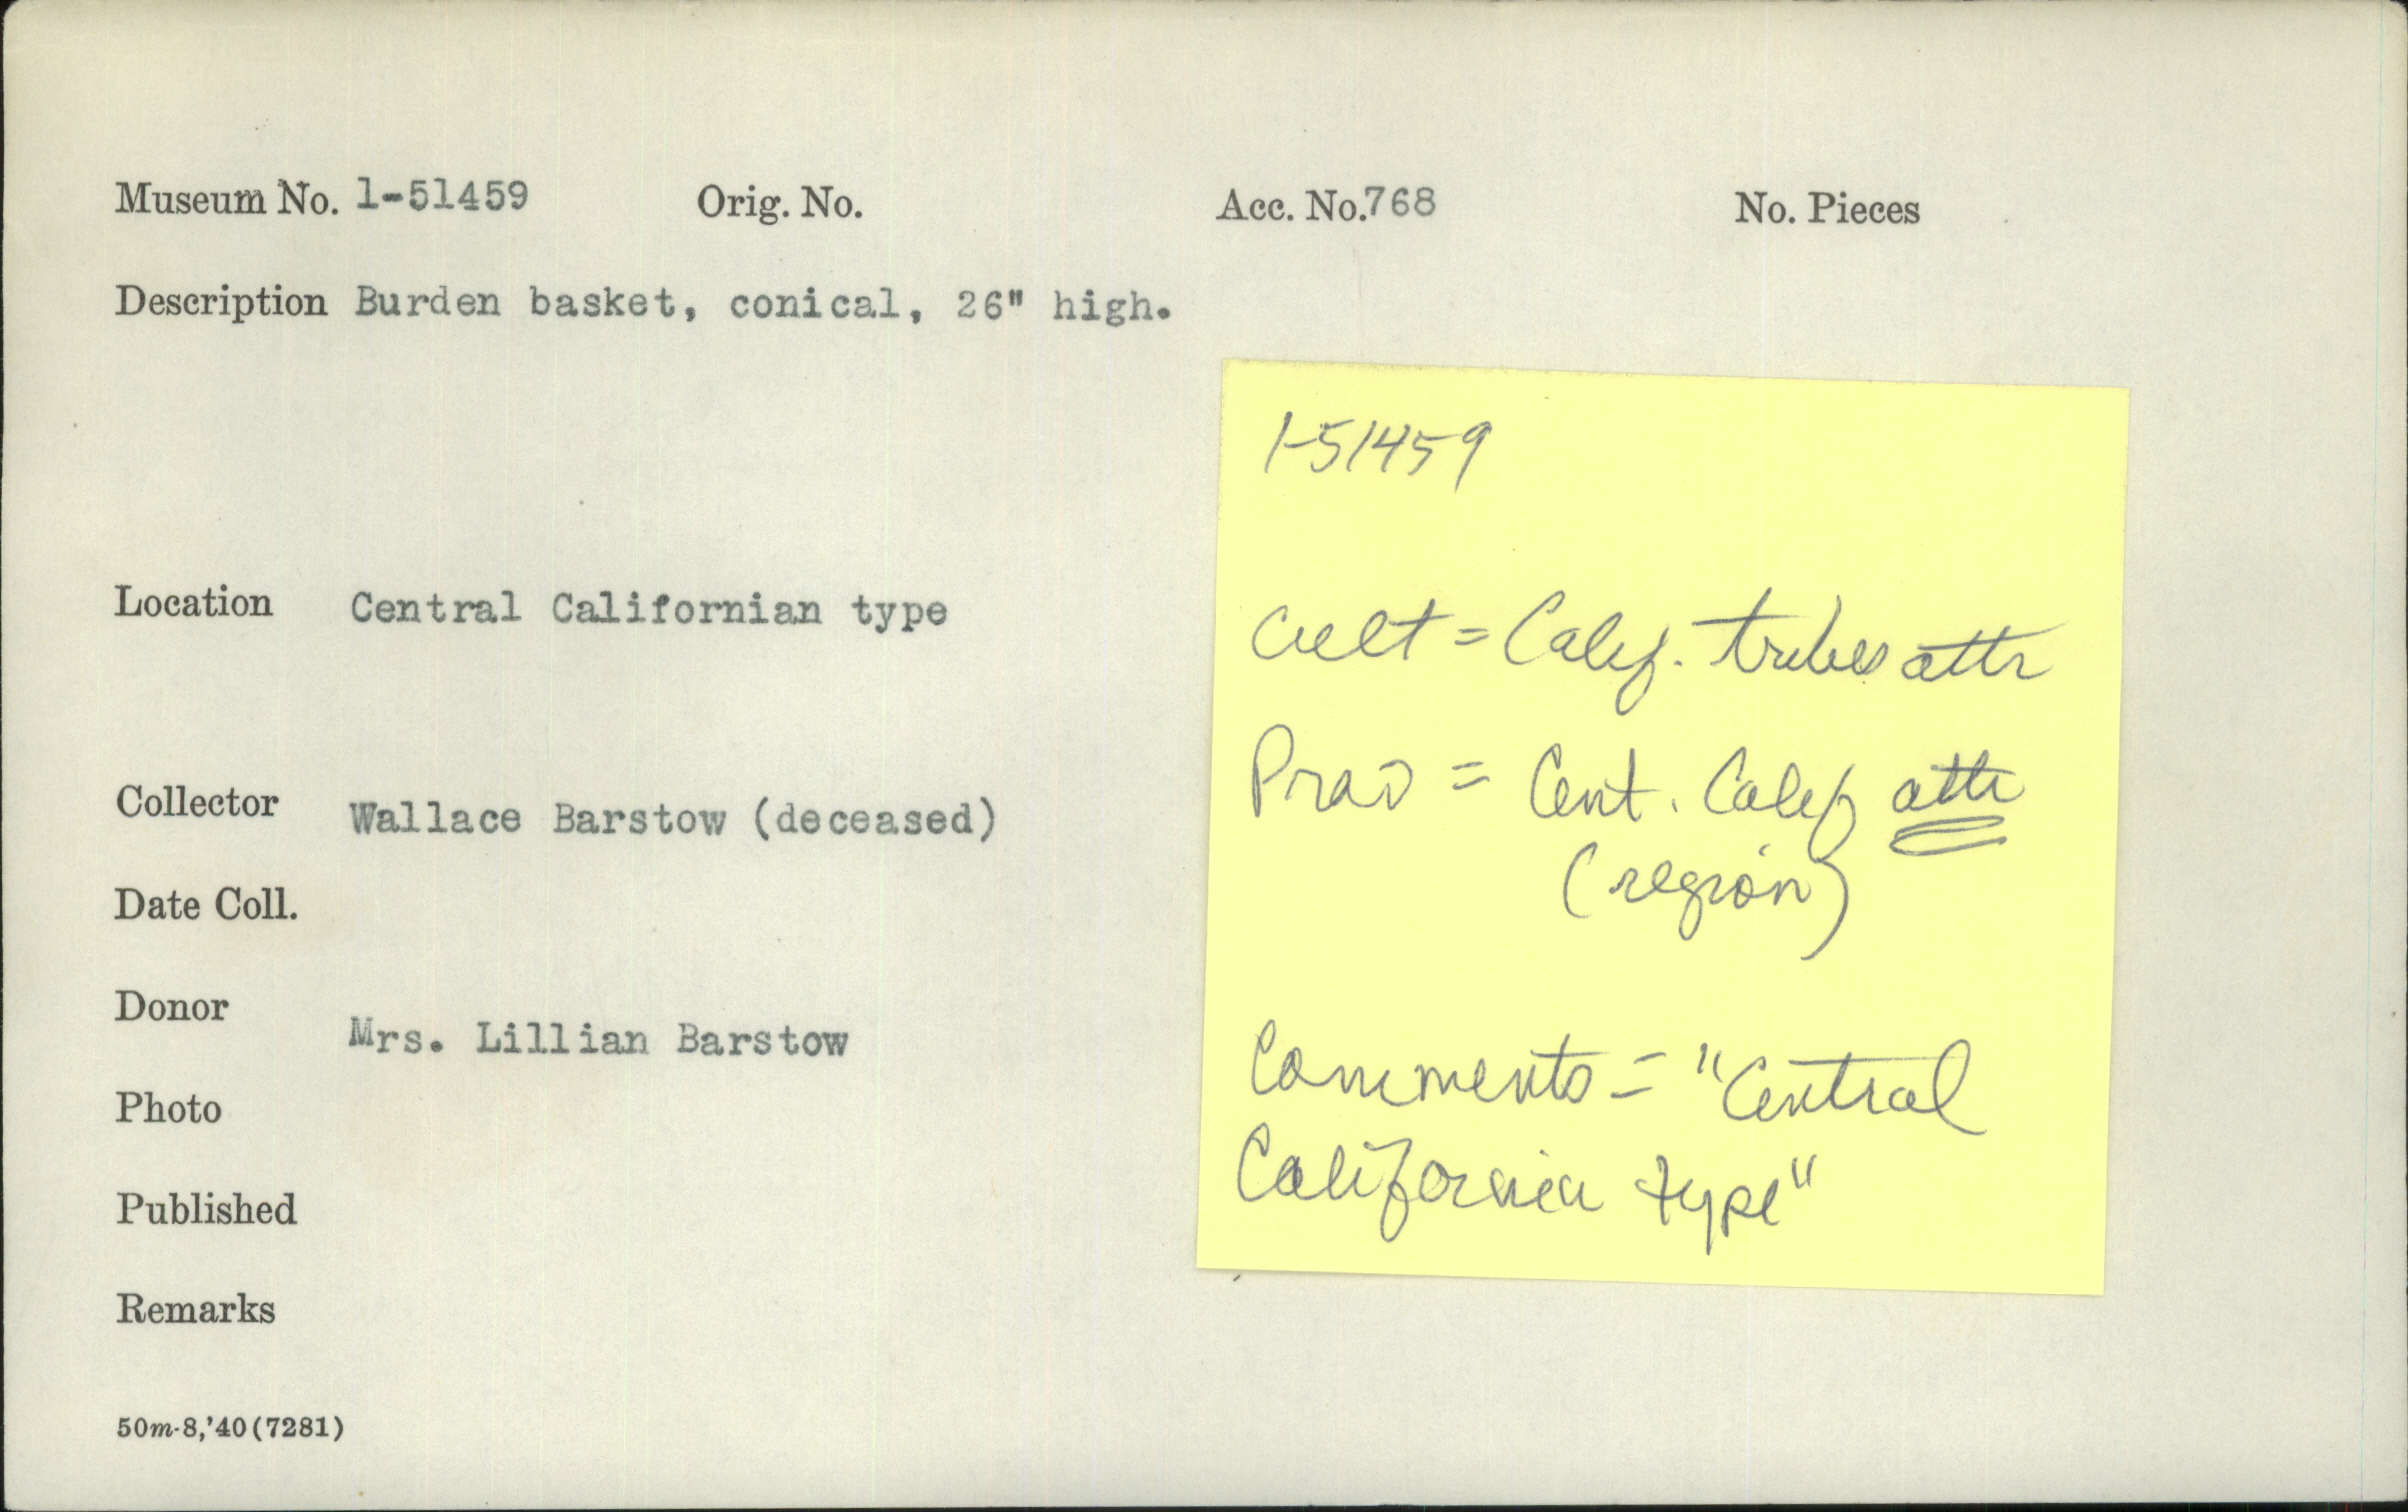 Museum No. 1-51459 Orig. No. Acc. No.768 No. Pieces
Description Burden basket, conical, 26" high.
Location Central Californian type
Collector Wallace Barstow (deceased)
Date Coll.
Donor Mrs. Lillian Barstow
Photo
Published
Remarks
50m-8,'40(7281)
1-51459
Cult = Calif. tribes attr
Prov = Cent. Calif attr
(region)
Comments = "Central
California type"